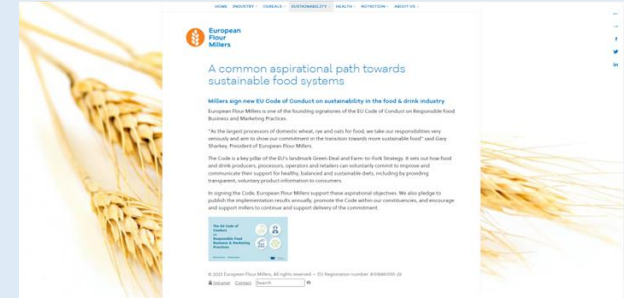 HOME INDUSTRY CEREALS SUSTAINABILITY HEALTH NUTRITION ABOUT US
European
Flour
Millers
A common aspirational path towards
sustainable food systems
Millers sign new EU Code of Conduct on sustainability in the food & drink industry
European Flour Millers is one of the founding signatories of the EU Code of Conduct on Responsible Food
Business and Marketing Practices.
"As the largest processors of domestic wheat, rye and oats for food, we take our responsibilities very
seriously and aim to show our commitment in the transition towards more sustainable food" said Gary
Sharkey, President of European Flour Millers.
The Code is a key pillar of the EU's landmark Green Deal and Farm-to-Fork Strategy. It sets out how food
and drink producers, processors, operators and retailers can voluntarily commit to improve and
communicate their support for healthy, balanced and sustainable diets, including by providing
transparent, voluntary product information to consumers.
In signing the Code, European Flour Millers support these aspirational objectives. We also pledge to
publish the implementation results annually, promote the Code within our constituencies, and encourage
and support millers to continue and support delivery of the commitment.
The EU Code of
Conduct
on
Responsible Food
Business & Marketing
Practices
© 2021 European Flour Millers, All rights reserved — EU Registration number
Intranet Contact Search